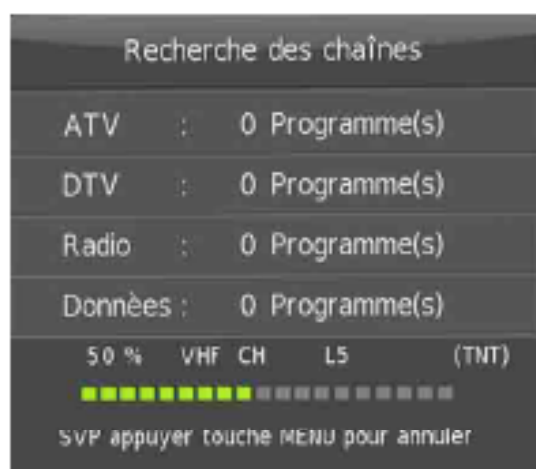 Recherche des chaînes
ATV : 0 Programme(s)
DTV : 0 Programme(s)
Radio : 0 Programme(s)
Donnèes : 0 Programme(s)
50 % VHF CH L5 (TNT)
SVP appuyer touche MENU pour annuler